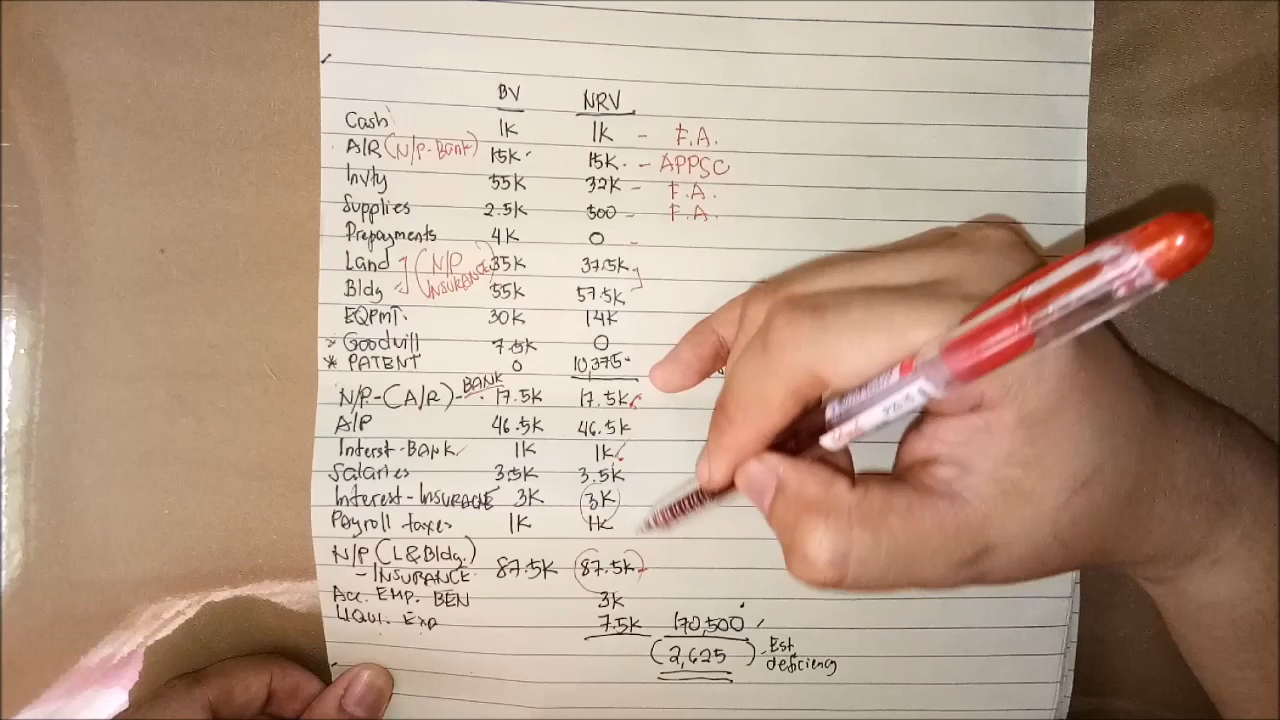 BV NRV
Cash 1K 1K - F.A.
A/R (N/P-Bank) 15K. 15K. - APPSC
Invty 55K 32K - F.A.
Supplies 2.5K 500 - F.A.
Prepayments 4K 0 -
Land (N/P 35K 37.5K
Bldg INSURANCE) 55K 57.5K
EQPMT. 30K 14K
* Goodwill 7.5K 0
* PATENT 0 10,375
N/P-(A/R)-BANK 17.5K 17.5K
A/P 46.5K 46.5K
Interst-BANK 1K 1K
Salaries 3.5K 3.5K
Interest-INSURACNE 3K 3K
Payroll taxes 1K 1K
N/P (L&Bldg.)
-INSURANCE 87.5K 87.5K
Acc. EMP. BEN 3K
LIQUI. EXP 7.5K 170,500
(2,625) - Est
deficiency